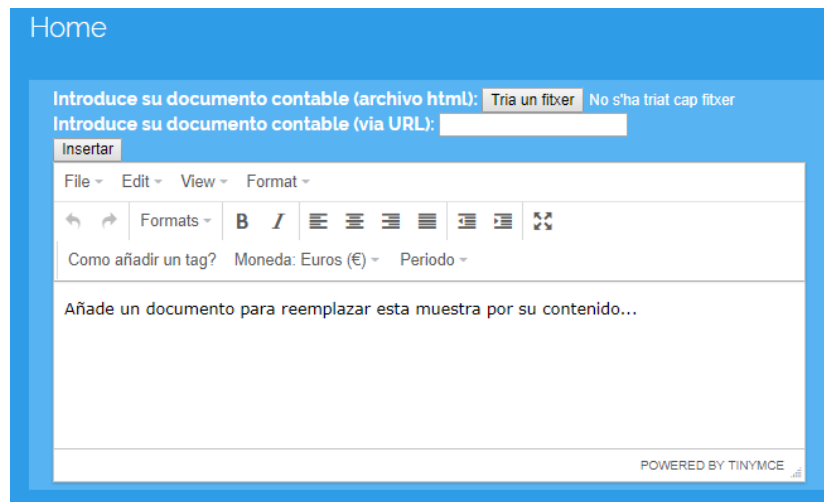 Home
Introduce su documento contable (archivo html): Tria un fitxer No s'ha triat cap fitxer
Introduce su documento contable (via URL):
Insertar
File Edit View Format
Formats B I
Como añadir un tag? Moneda: Euros (€) Periodo
Añade un documento para reemplazar esta muestra por su contenido...
POWERED BY TINYMCE